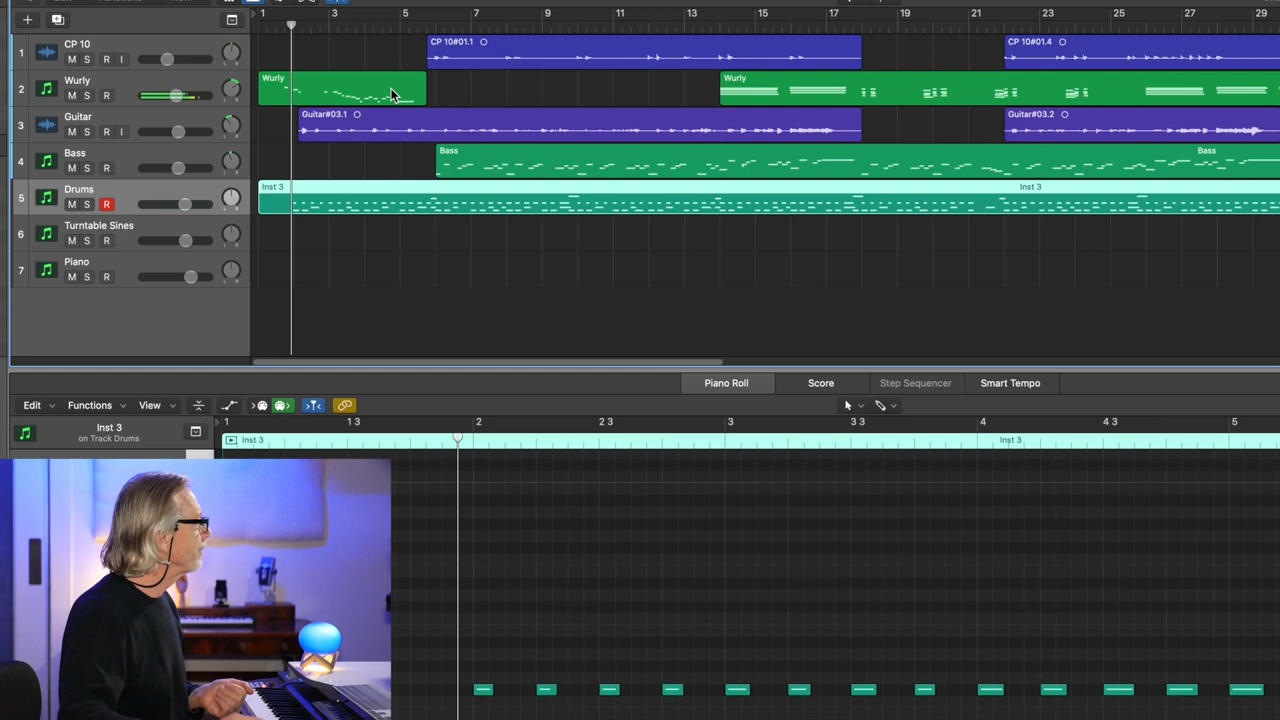 1 3 5 7 9 11 13 15 17 19 21 23 25 27 29
1 CP 10
M S R I
CP 10#01.1 CP 10#01.4
2 Wurly
M S R
Wurly Wurly
3 Guitar
M S R I
Guitar#03.1 Guitar#03.2
4 Bass
M S R
Bass Bass
5 Drums
M S R
Inst 3 Inst 3
6 Turntable Sines
M S R
7 Piano
M S R
Piano Roll Score Step Sequencer Smart Tempo
Edit Functions View
Inst 3
on Track Drums
1 1 3 2 2 3 3 3 3 4 4 3 5
Inst 3 Inst 3